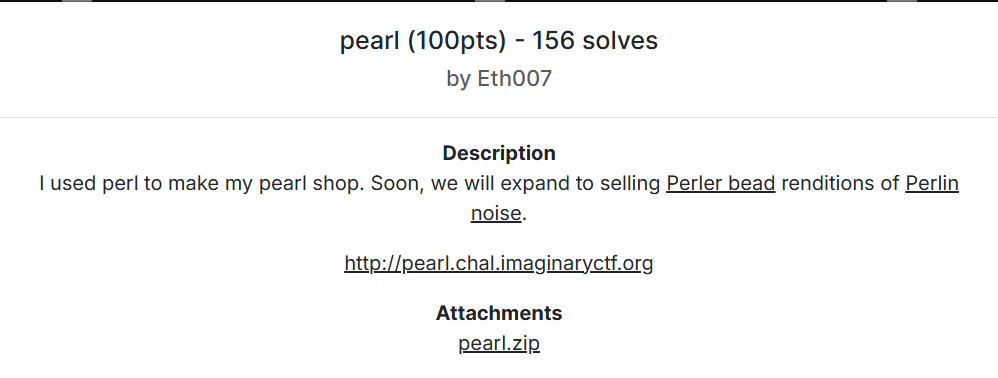 pearl (100pts) - 156 solves
by Eth007
Description
I used perl to make my pearl shop. Soon, we will expand to selling Perler bead renditions of Perlin
noise.
http://pearl.chal.imaginaryctf.org
Attachments
pearl.zip